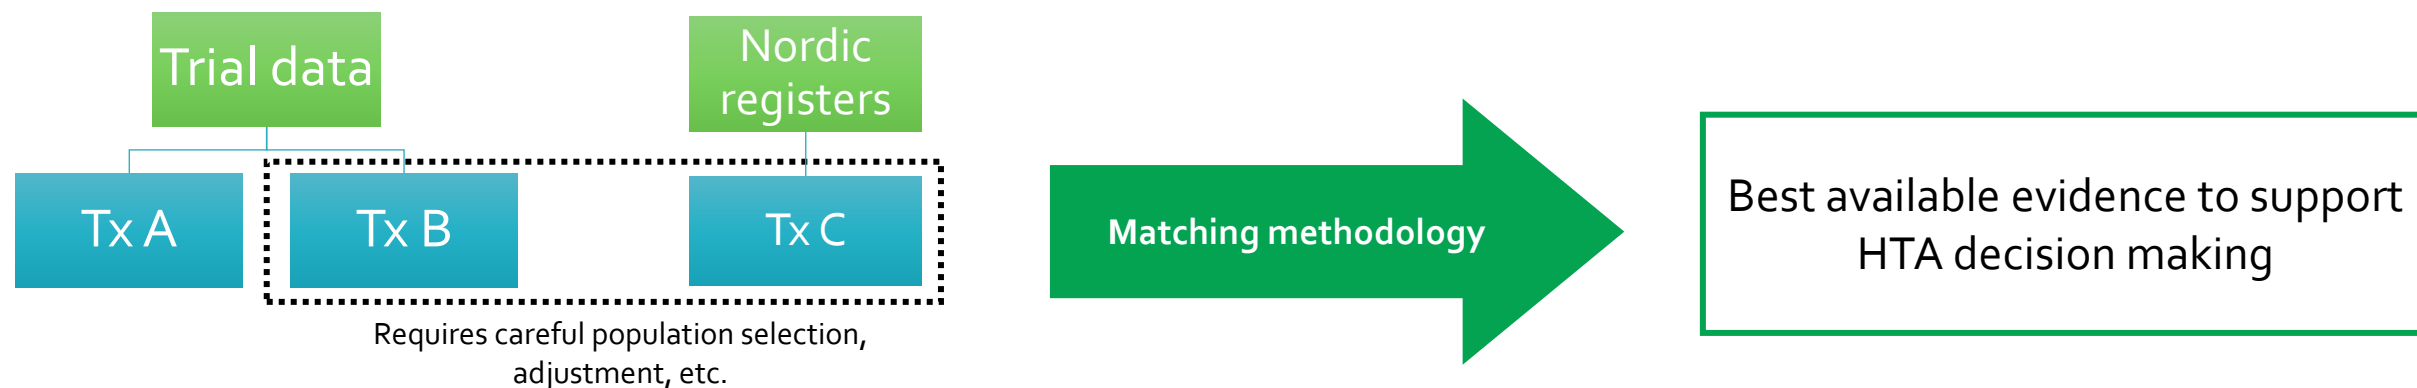 Trial data
Nordic
registers
Tx A
Tx B
Tx C
Requires careful population selection,
adjustment, etc.
Matching methodology
Best available evidence to support
HTA decision making